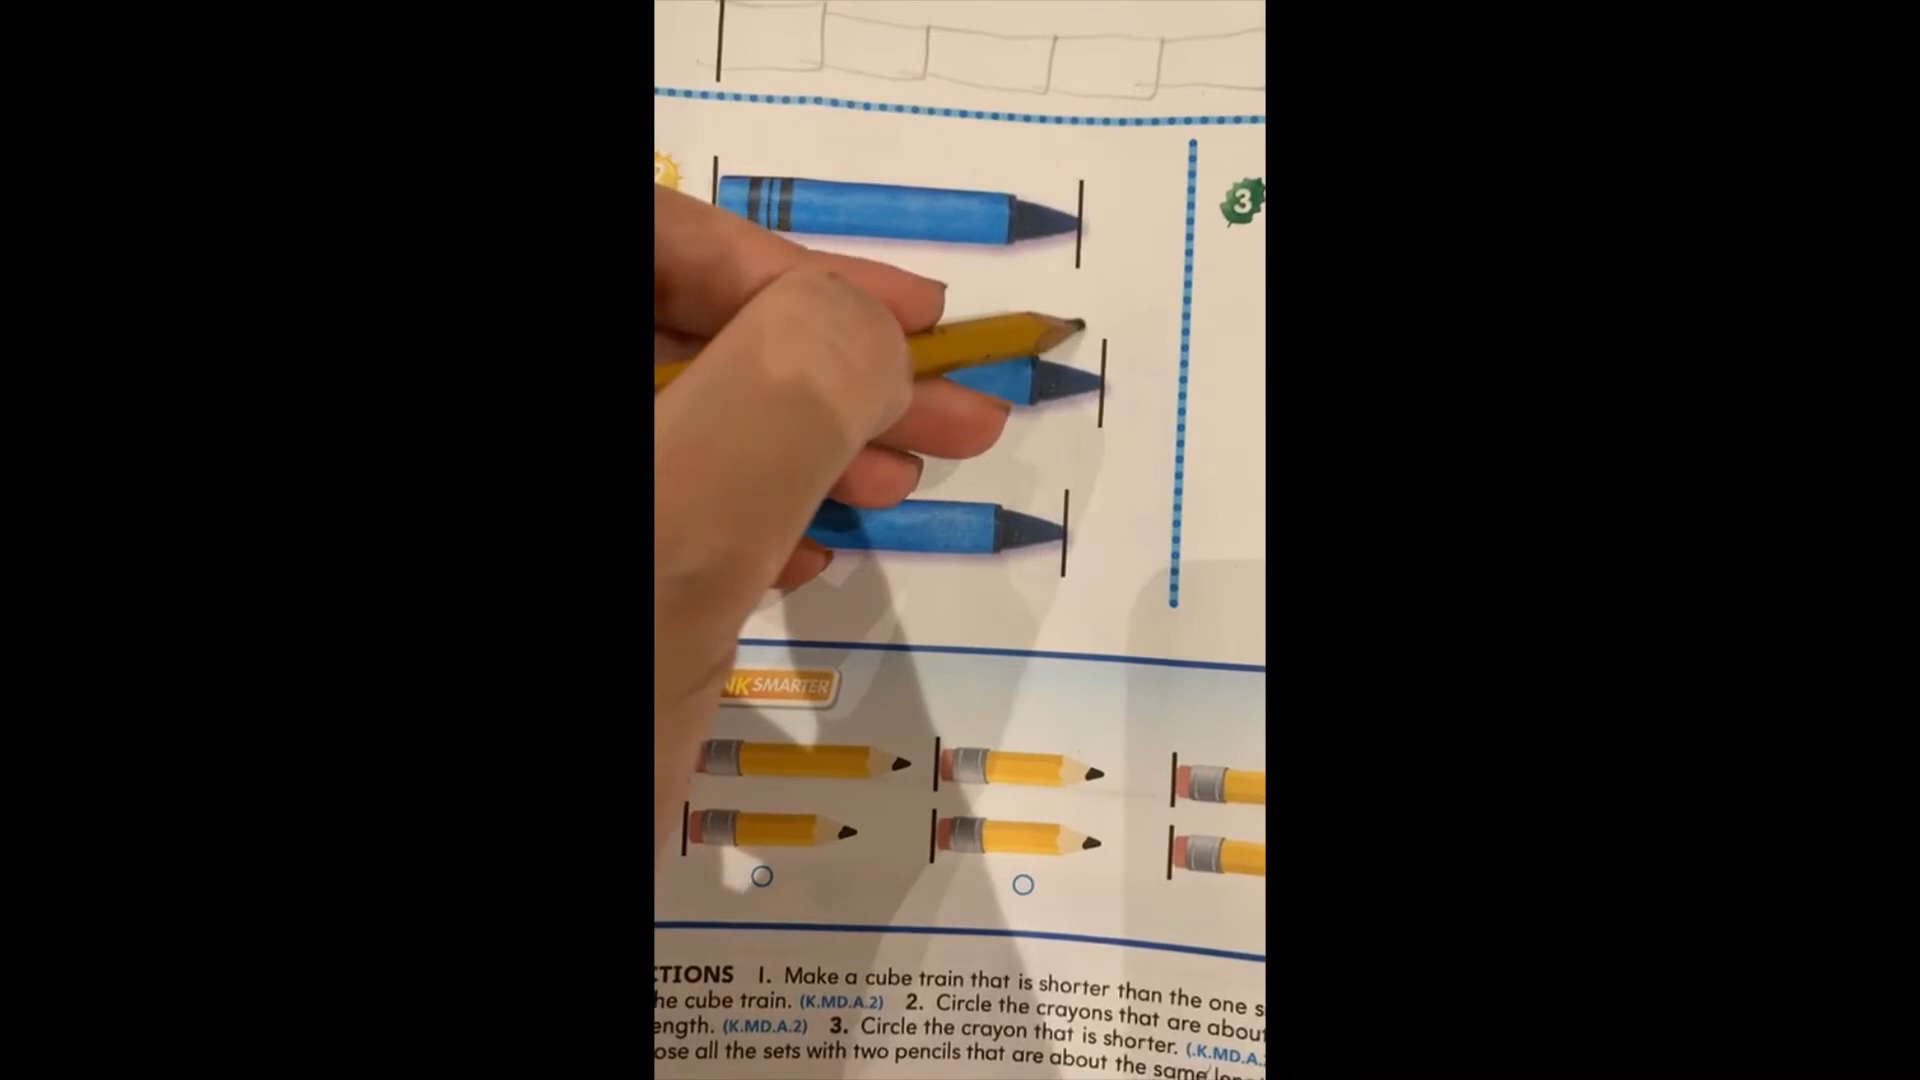 3
NK SMARTER
CTIONS 1. Make a cube train that is shorter than the one s
he cube train. (K.MD.A.2) 2. Circle the crayons that are about
ength. (K.MD.A.2) 3. Circle the crayon that is shorter. (.K.MD.A.
ose all the sets with two pencils that are about the same